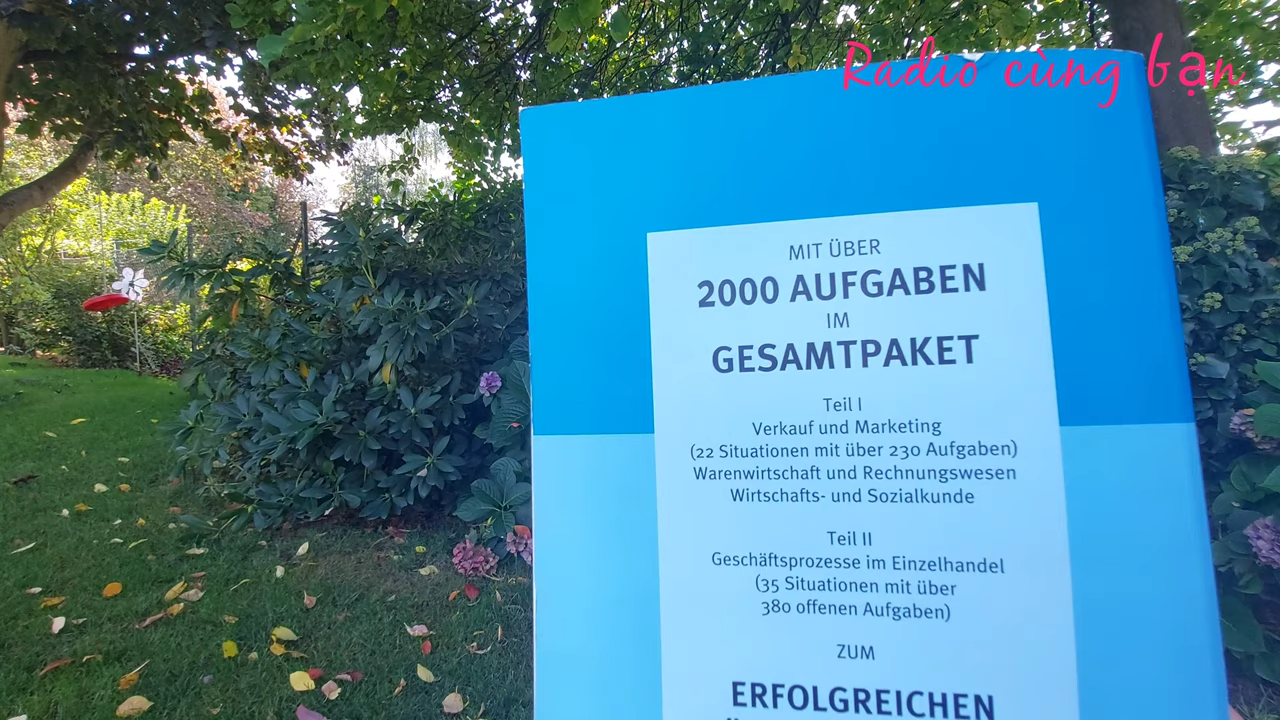 Radio cùng bạn
MIT ÜBER
2000 AUFGABEN
IM
GESAMTPAKET
Teil I
Verkauf und Marketing
(22 Situationen mit über 230 Aufgaben)
Warenwirtschaft und Rechnungswesen
Wirtschafts- und Sozialkunde
Teil II
Geschäftsprozesse im Einzelhandel
(35 Situationen mit über
380 offenen Aufgaben)
ZUM
ERFOLGREICHEN